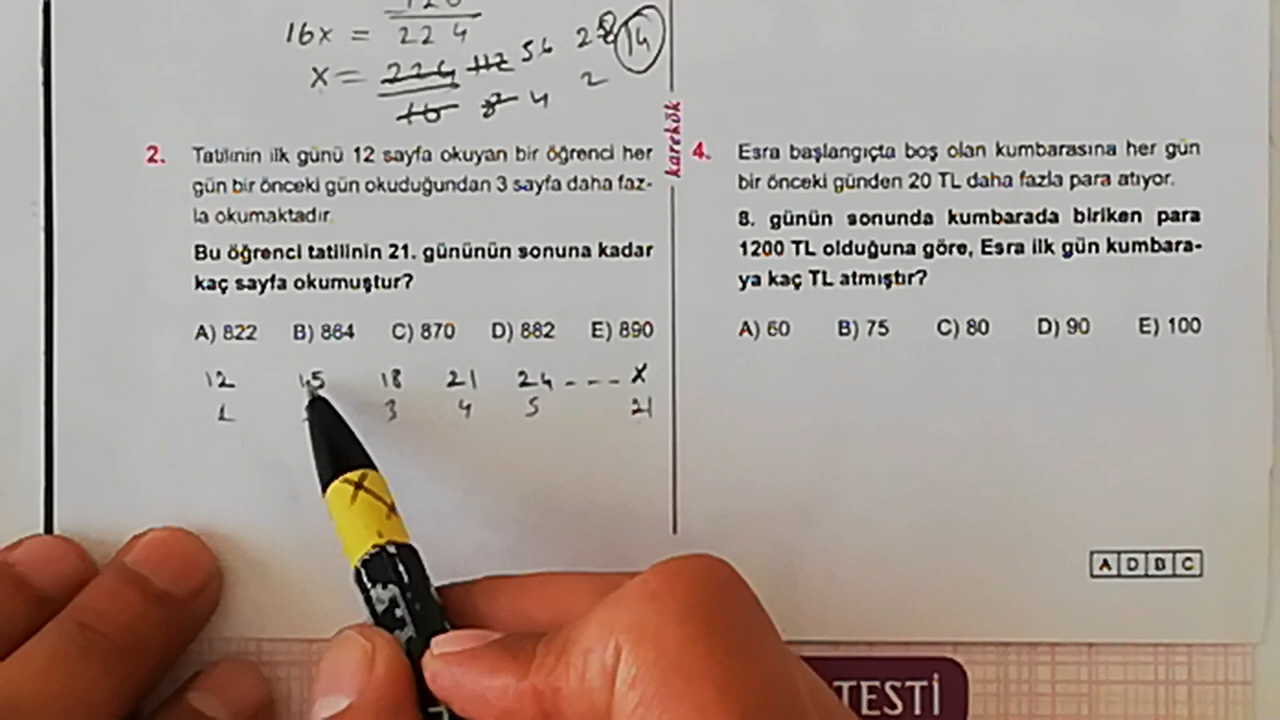 16x = 224
x = 224 112 56 28 14
16 8 4 2
2. Tatilinin ilk günü 12 sayfa okuyan bir öğrenci her
gün bir önceki gün okuduğundan 3 sayfa daha faz-
la okumaktadır.
Bu öğrenci tatilinin 21. gününün sonuna kadar
kaç sayfa okumuştur?
A) 822 B) 864 C) 870 D) 882 E) 890
12 15 18 21 24 - - - - x
1 3 4 5 21
karekök
4. Esra başlangıçta boş olan kumbarasına her gün
bir önceki günden 20 TL daha fazla para atıyor.
8. günün sonunda kumbarada biriken para
1200 TL olduğuna göre, Esra ilk gün kumbara-
ya kaç TL atmıştır?
A) 60 B) 75 C) 80 D) 90 E) 100
A D B C
TESTİ